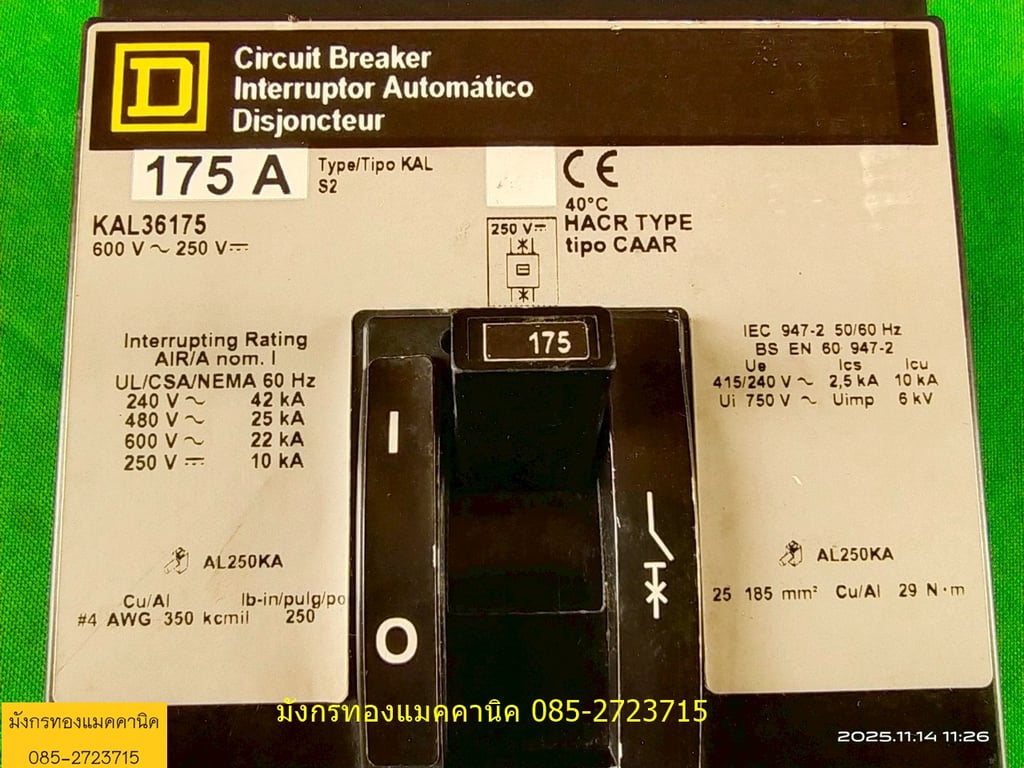 D
Circuit Breaker
Interruptor Automático
Disjoncteur
175 A
Type/Tipo KAL
S2
CE
KAL36175
600 V ~ 250 V⎓
40°C
HACR TYPE
tipo CAAR
250 V⎓
175
Interrupting Rating
AIR/A nom. I
UL/CSA/NEMA 60 Hz
240 V ~ 42 kA
480 V ~ 25 kA
600 V ~ 22 kA
250 V ⎓ 10 kA
IEC 947-2 50/60 Hz
BS EN 60 947-2
Ue Ics Icu
415/240 V ~ 2,5 kA 10 kA
Ui 750 V ~ Uimp 6 kV
I
O
AL250KA
Cu/Al lb-in/pulg/po
#4 AWG 350 kcmil 250
AL250KA
25 185 mm² Cu/Al 29 N·m
มังกรทองแมคคานิค 085-2723715
มังกรทองแมคคานิค
085-2723715
2025.11.14 11:26